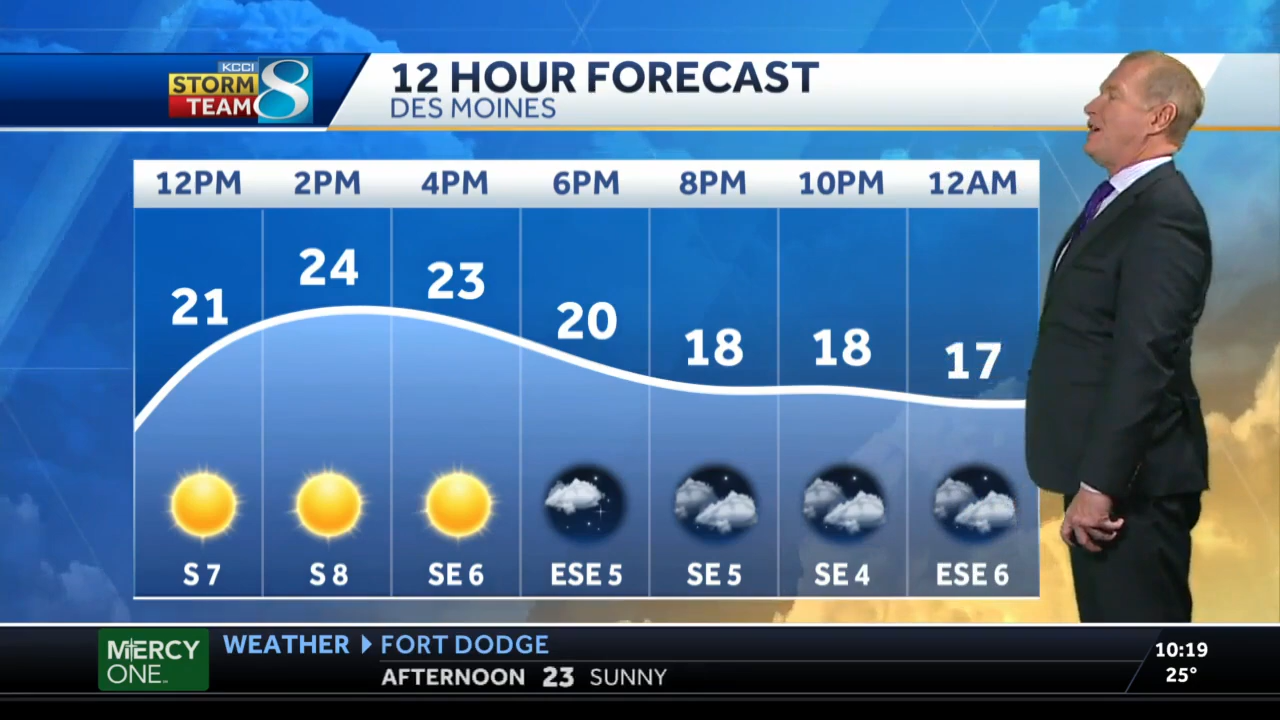 KCCI
STORM
TEAM
8
12 HOUR FORECAST
DES MOINES
12PM 2PM 4PM 6PM 8PM 10PM 12AM
21 24 23 20 18 18 17
S 7 S 8 SE 6 ESE 5 SE 5 SE 4 ESE 6
MERCY
ONE
WEATHER FORT DODGE
AFTERNOON 23 SUNNY
10:19
25°